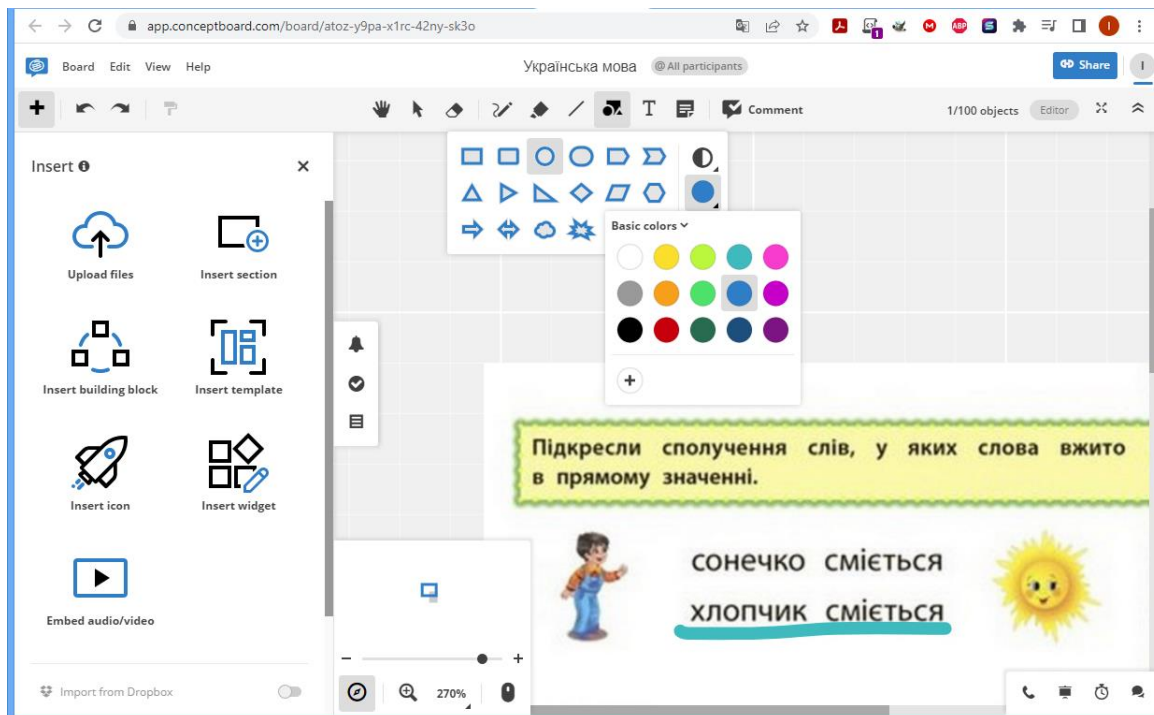 app.conceptboard.com/board/atoz-y9pa-x1rc-42ny-sk3o
1
M
ABP
S
I
Board Edit View Help
Українська мова
@ All participants
Share
I
T
Comment
1/100 objects
Editor
Insert
Upload files
Insert section
Insert building block
Insert template
Insert icon
Insert widget
Embed audio/video
Import from Dropbox
Basic colors
270%
Підкресли сполучення слів, у яких слова вжито
в прямому значенні.
сонечко сміється
хлопчик сміється